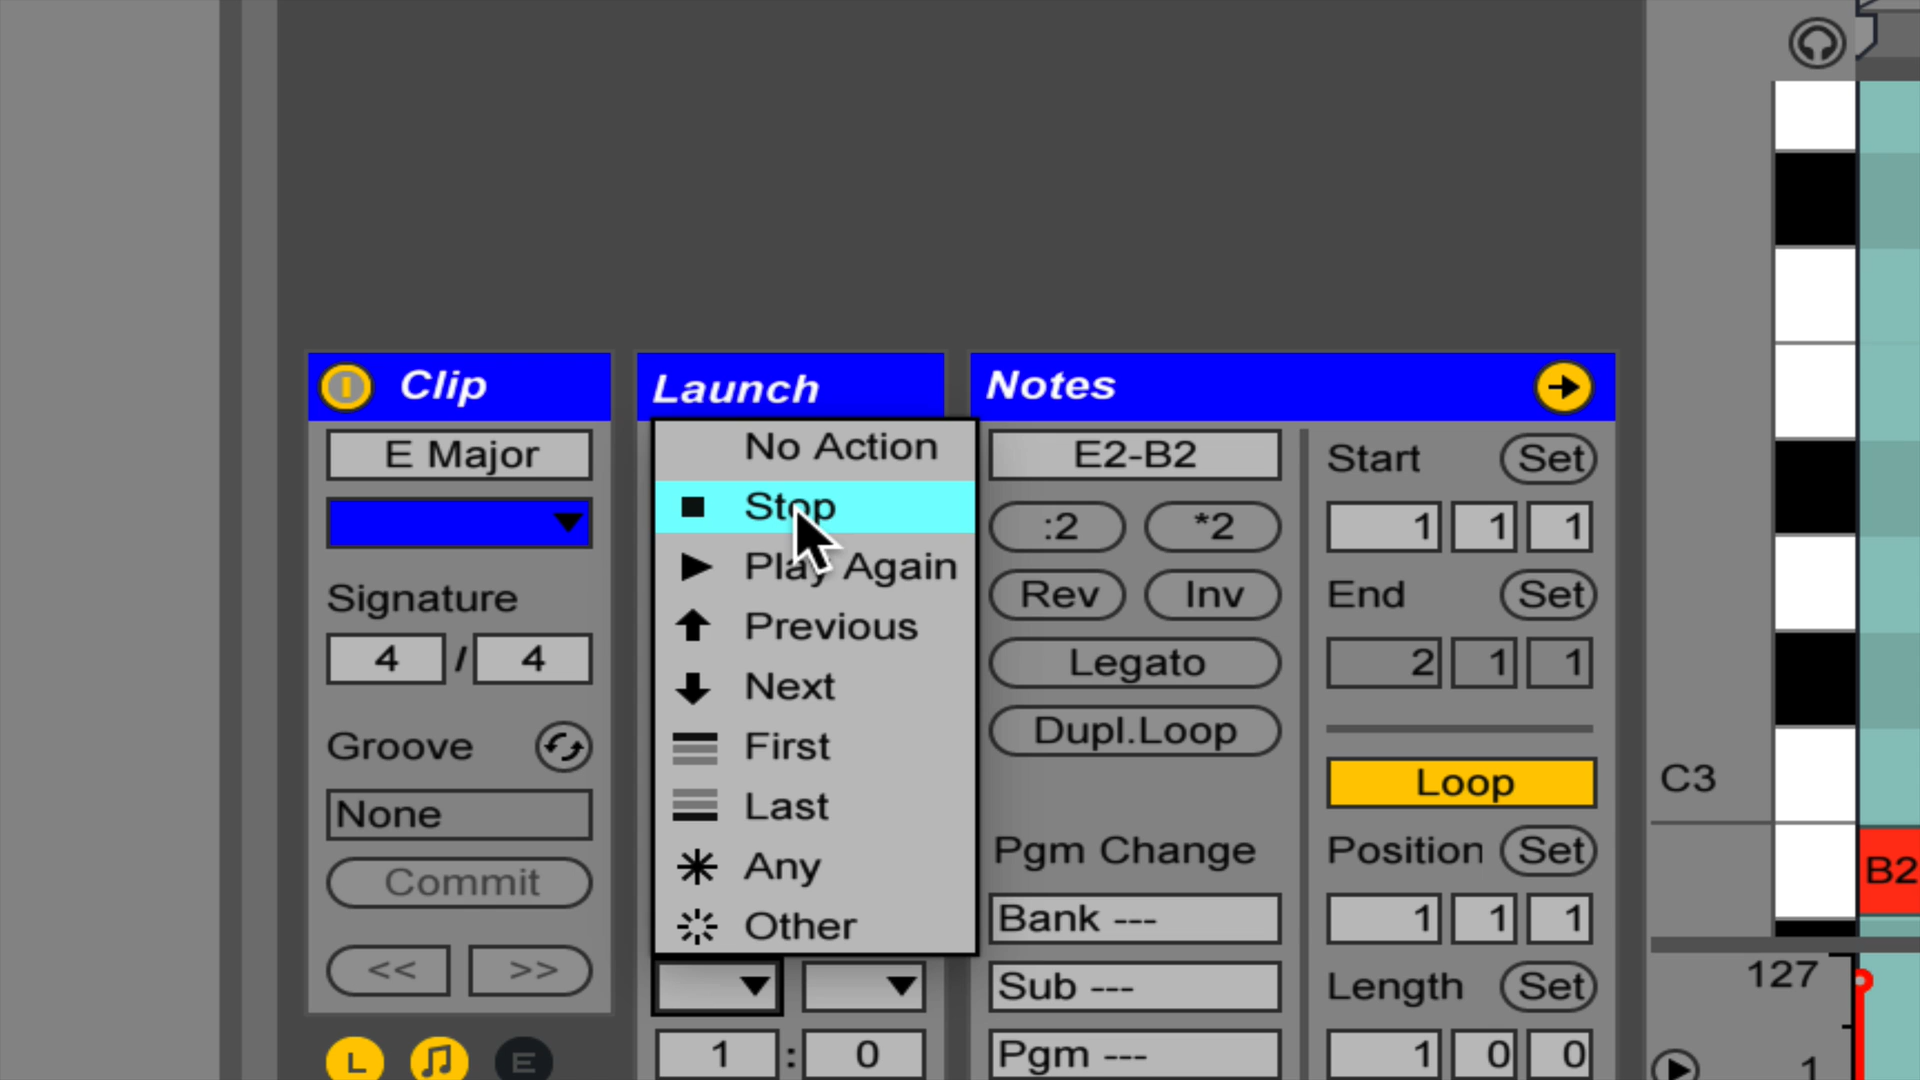 Clip
E Major
Signature
4 / 4
Groove
None
Commit
<< >>
L E
Launch
No Action
Stop
Play Again
Previous
Next
First
Last
Any
Other
1 : 0
Notes
E2-B2
:2 *2
Rev Inv
Legato
Dupl.Loop
Pgm Change
Bank ---
Sub ---
Pgm ---
Start Set
1 1 1
End Set
2 1 1
Loop
Position Set
1 1 1
Length Set
1 0 0
C3
B2
127
1